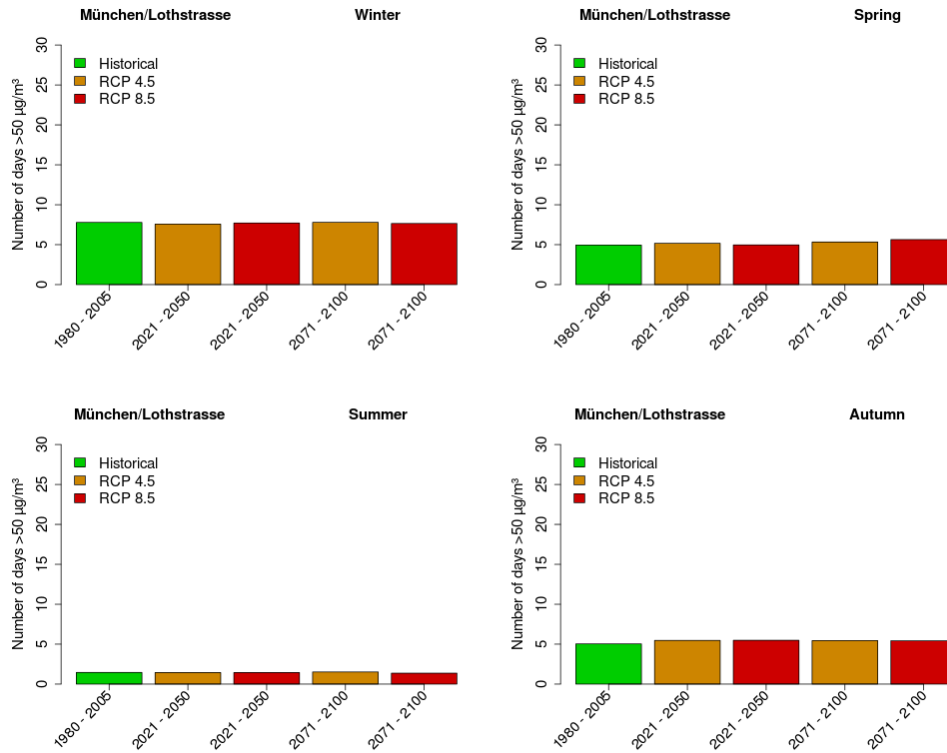 München/Lothstrasse Winter
Number of days >50 µg/m³
30
25
20
15
10
5
0
Historical
RCP 4.5
RCP 8.5
1980 - 2005
2021 - 2050
2021 - 2050
2071 - 2100
2071 - 2100
München/Lothstrasse Spring
Number of days >50 µg/m³
30
25
20
15
10
5
0
Historical
RCP 4.5
RCP 8.5
1980 - 2005
2021 - 2050
2021 - 2050
2071 - 2100
2071 - 2100
München/Lothstrasse Summer
Number of days >50 µg/m³
30
25
20
15
10
5
0
Historical
RCP 4.5
RCP 8.5
1980 - 2005
2021 - 2050
2021 - 2050
2071 - 2100
2071 - 2100
München/Lothstrasse Autumn
Number of days >50 µg/m³
30
25
20
15
10
5
0
Historical
RCP 4.5
RCP 8.5
1980 - 2005
2021 - 2050
2021 - 2050
2071 - 2100
2071 - 2100